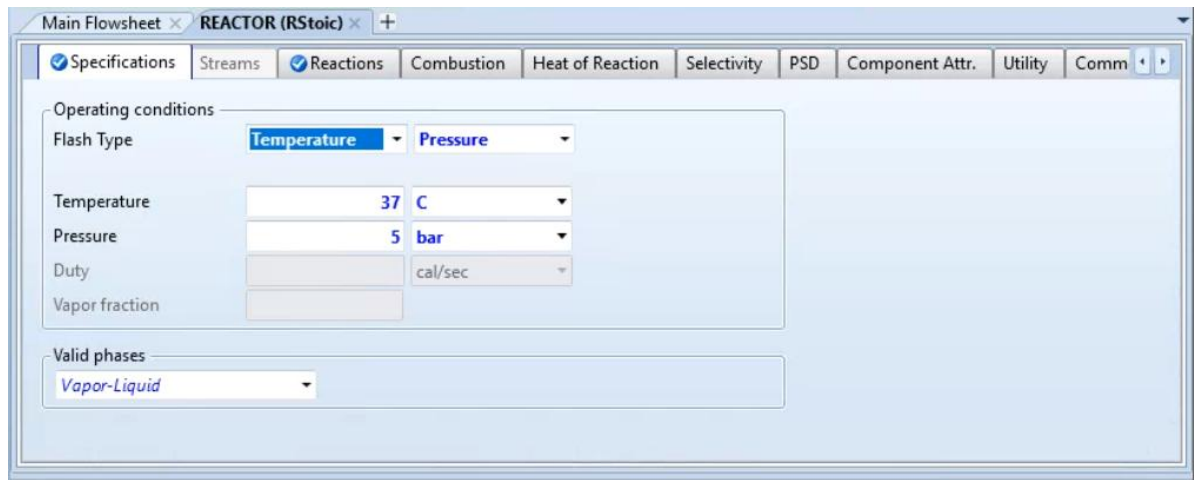 Main Flowsheet × REACTOR (RStoic) × +
Specifications Streams Reactions Combustion Heat of Reaction Selectivity PSD Component Attr. Utility Comm
Operating conditions
Flash Type Temperature Pressure
Temperature 37 C
Pressure 5 bar
Duty cal/sec
Vapor fraction
Valid phases
Vapor-Liquid